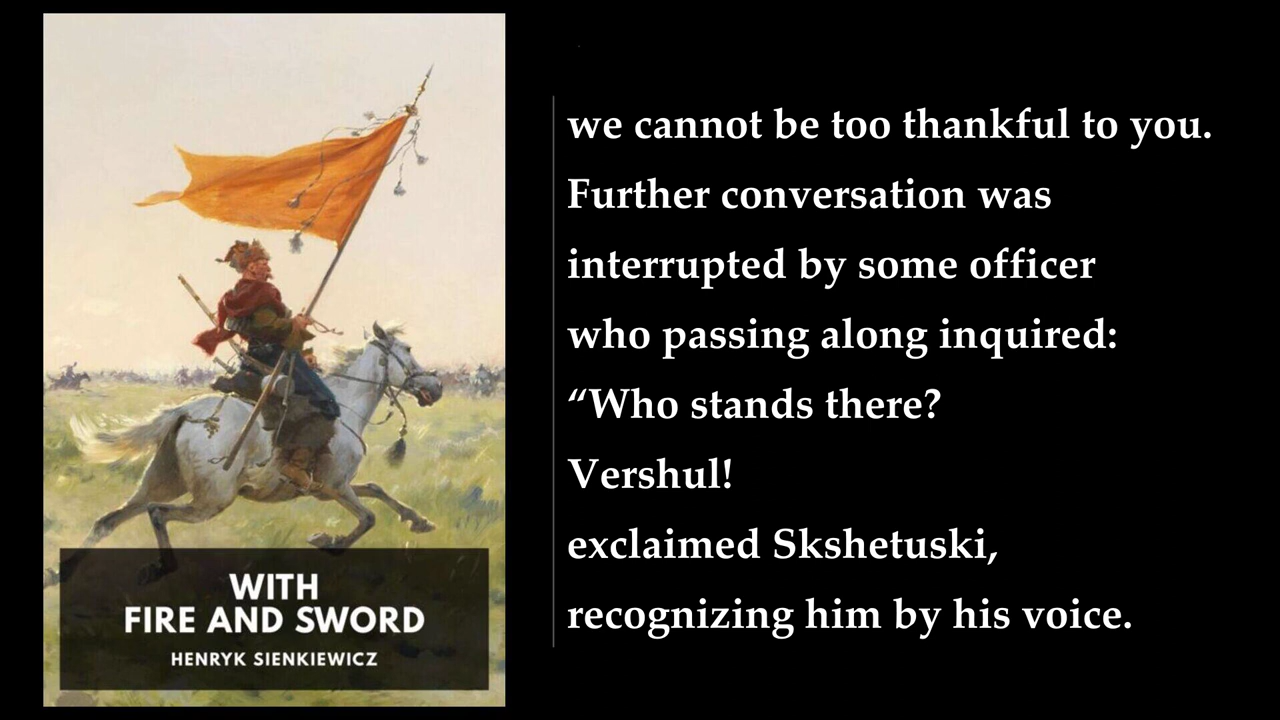 WITH
FIRE AND SWORD
HENRYK SIENKIEWICZ
we cannot be too thankful to you.
Further conversation was
interrupted by some officer
who passing along inquired:
“Who stands there?
Vershul!
exclaimed Skshetuski,
recognizing him by his voice.